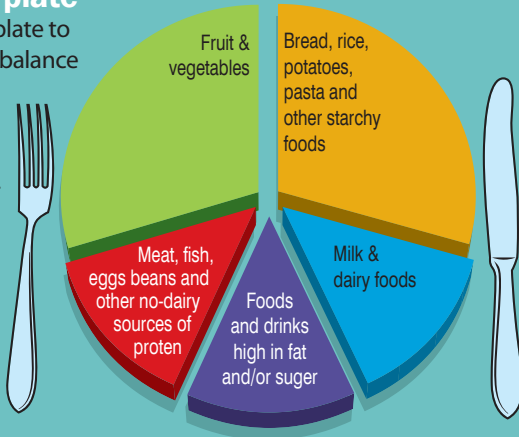 plate
plate to
balance
Fruit &
vegetables
Bread, rice,
potatoes,
pasta and
other starchy
foods
Meat, fish,
eggs beans and
other no-dairy
sources of
proten
Foods
and drinks
high in fat
and/or suger
Milk &
dairy foods